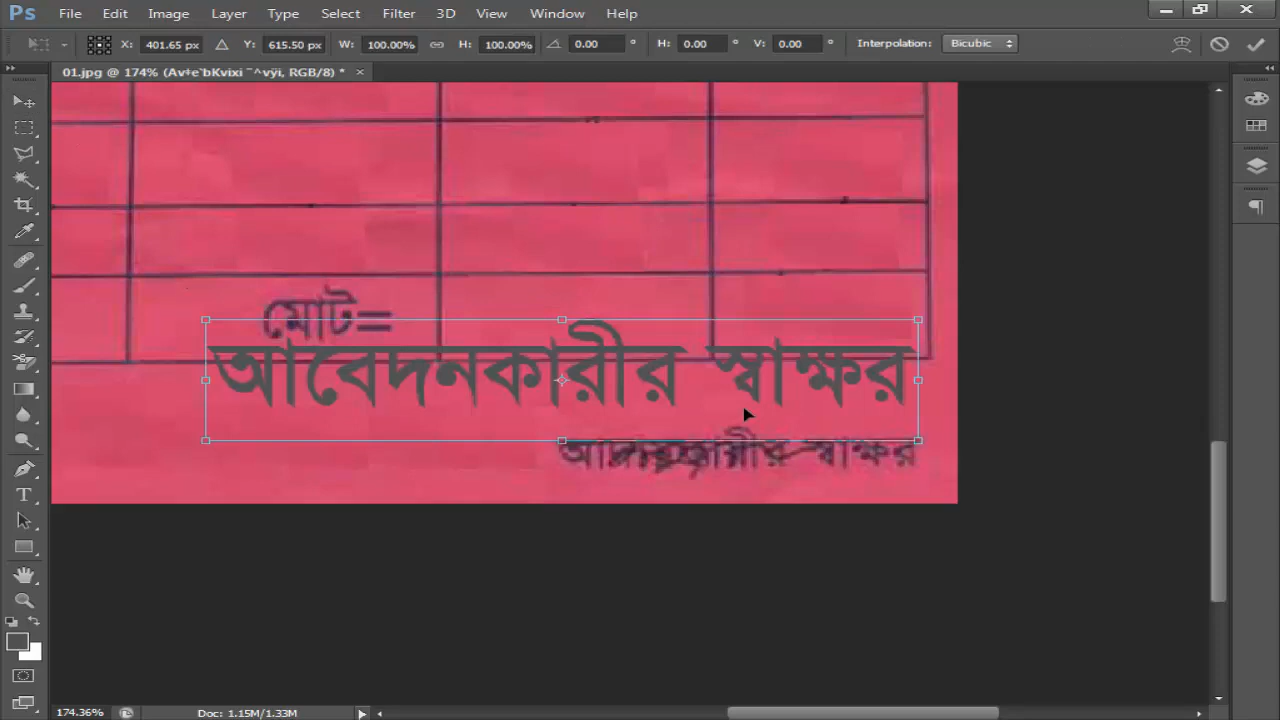 Ps File Edit Image Layer Type Select Filter 3D View Window Help
X: 401.65 px Y: 615.50 px W: 100.00% H: 100.00% 0.00 ° H: 0.00 ° V: 0.00 ° Interpolation: Bicubic
01.jpg @ 174% (Av‡e`bKvixi ¯^vÿi, RGB/8) * ×
মোট=
আবেদনকারীর স্বাক্ষর
স্বাক্ষর
T
174.36% Doc: 1.15M/1.33M